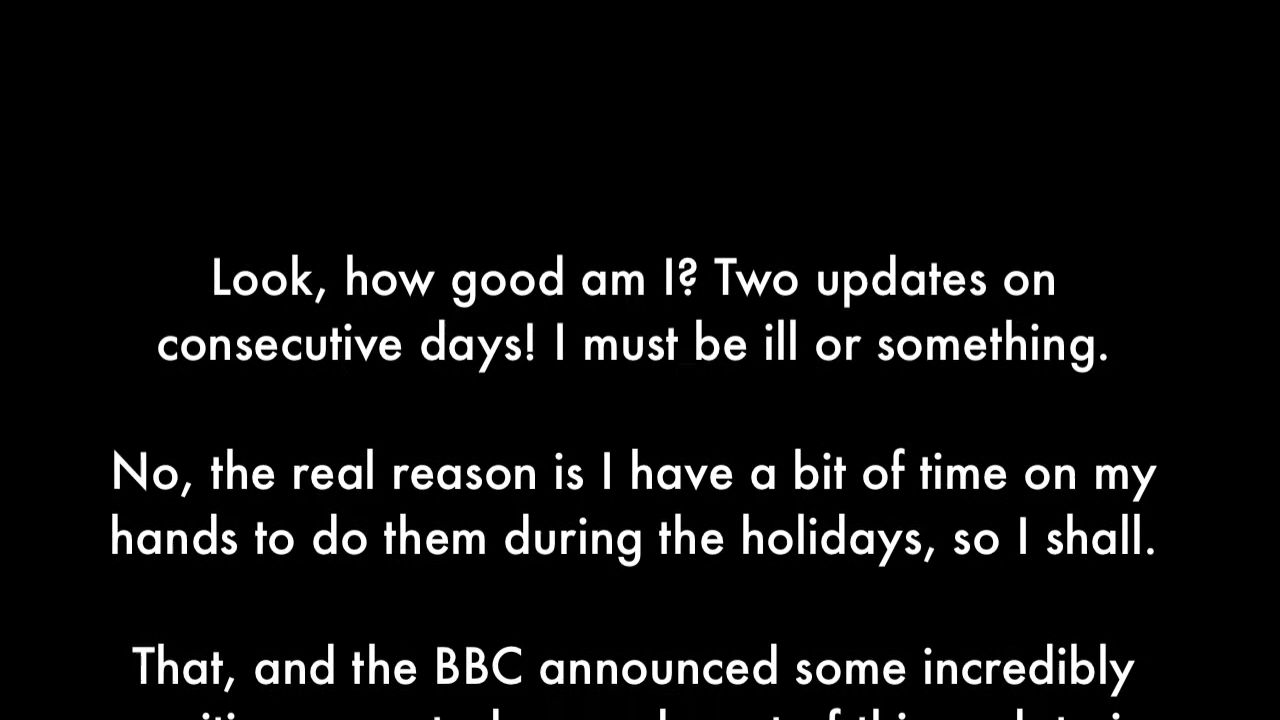 Look, how good am I? Two updates on
consecutive days! I must be ill or something.
No, the real reason is I have a bit of time on my
hands to do them during the holidays, so I shall.
That, and the BBC announced some incredibly